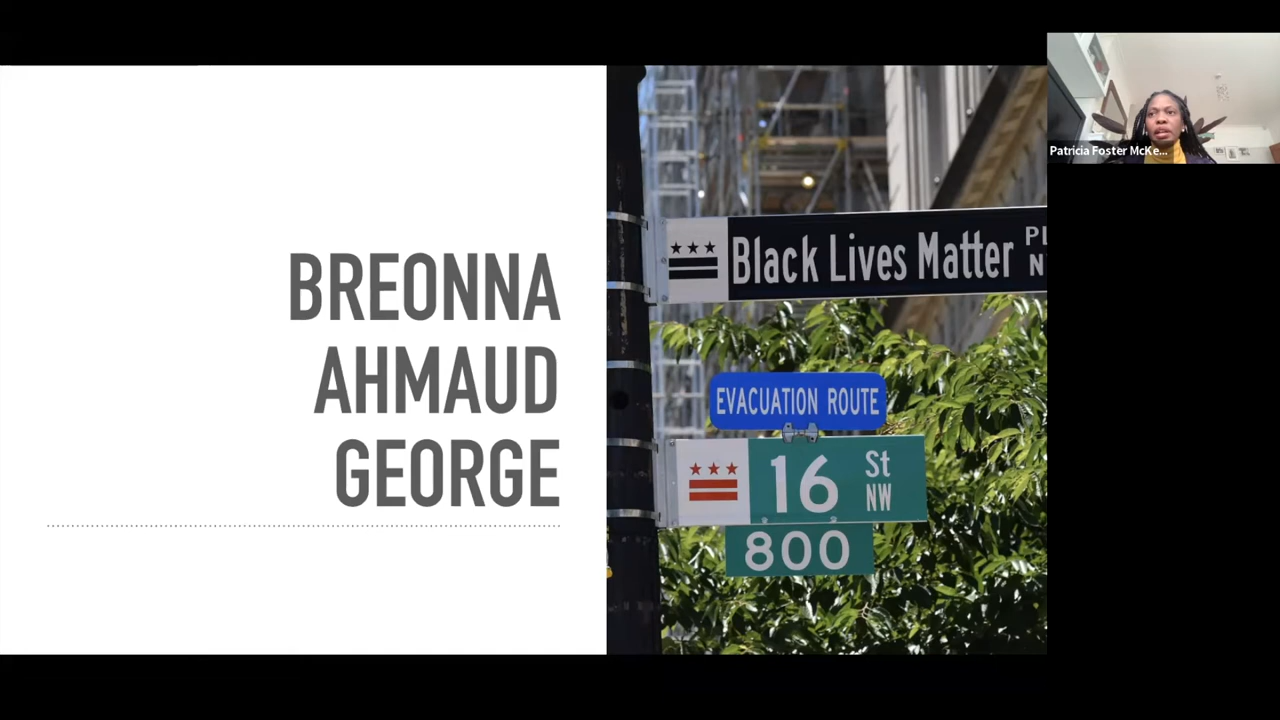 BREONNA
AHMAUD
GEORGE
Black Lives Matter
EVACUATION ROUTE
16 St
NW
800
Patricia Foster McKe...